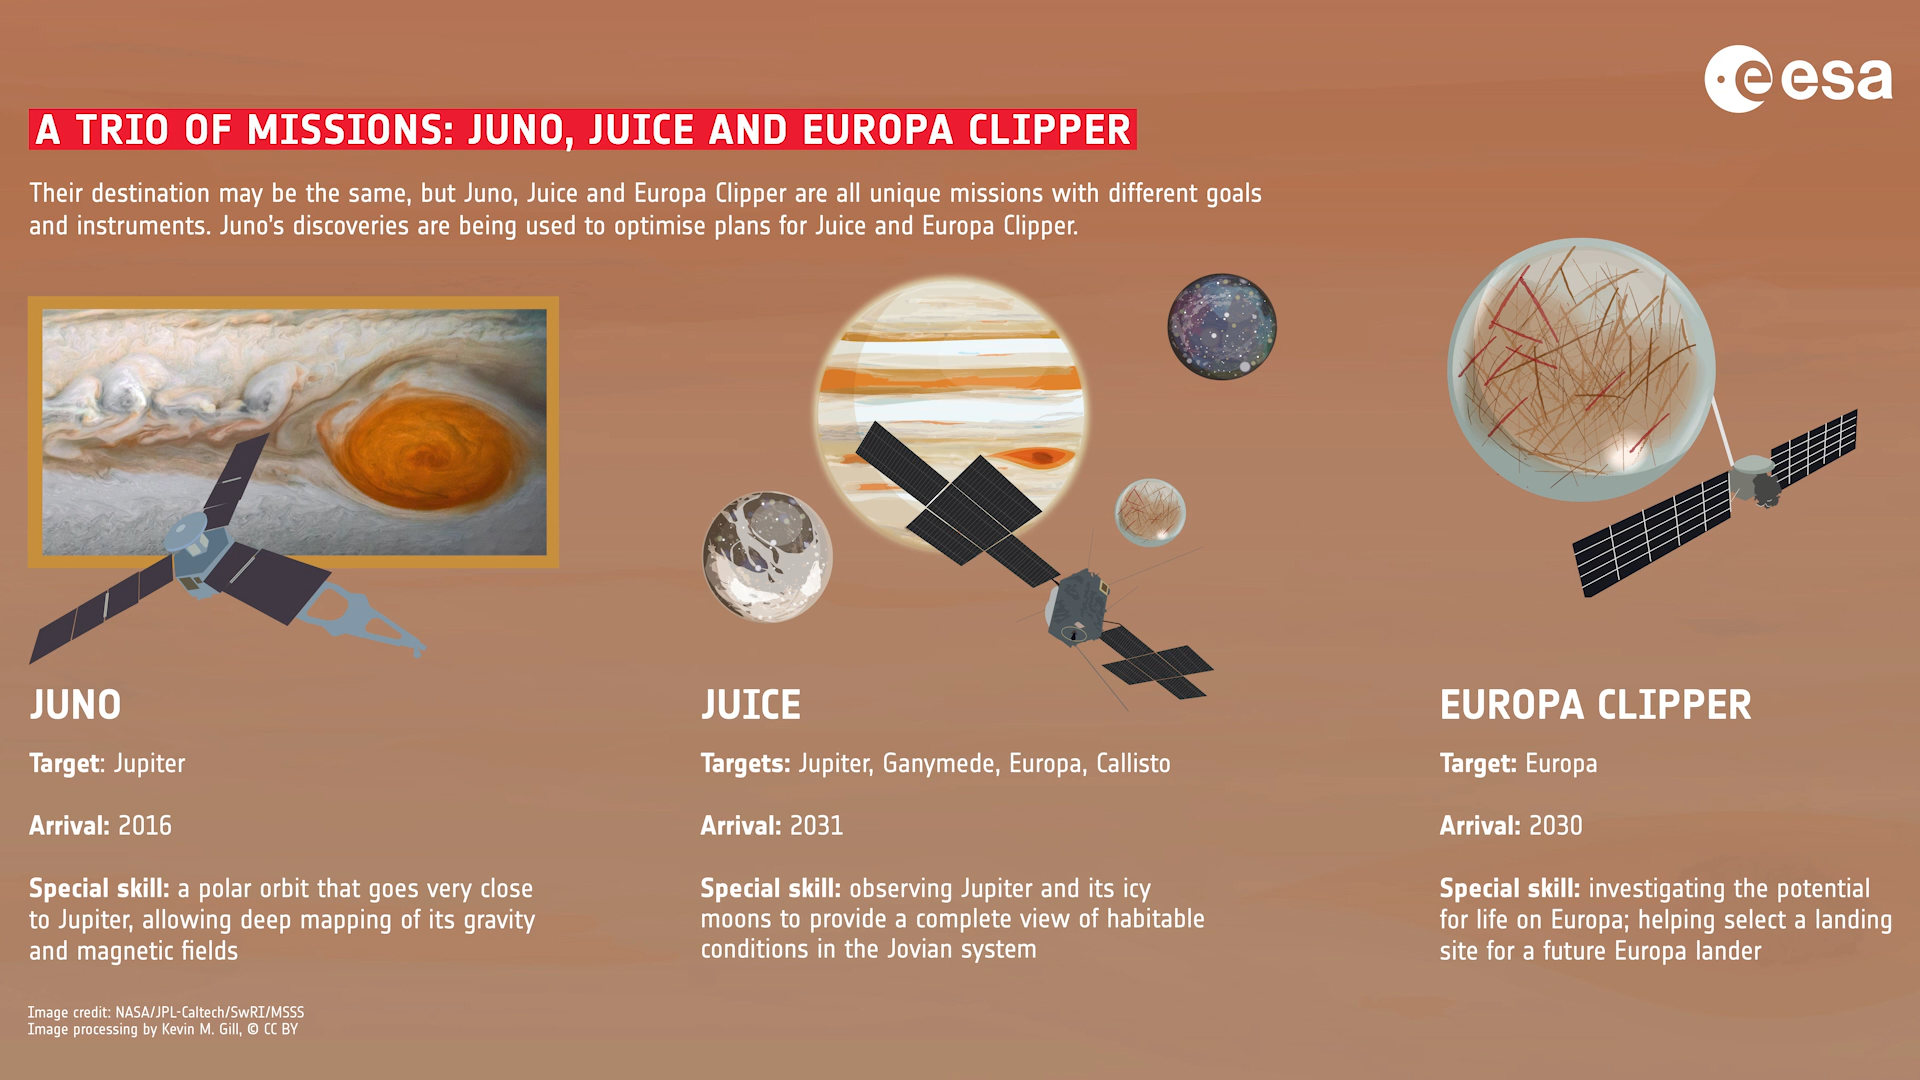 esa
A TRIO OF MISSIONS: JUNO, JUICE AND EUROPA CLIPPER
Their destination may be the same, but Juno, Juice and Europa Clipper are all unique missions with different goals
and instruments. Juno's discoveries are being used to optimise plans for Juice and Europa Clipper.
JUNO
Target: Jupiter
Arrival: 2016
Special skill: a polar orbit that goes very close
to Jupiter, allowing deep mapping of its gravity
and magnetic fields
JUICE
Targets: Jupiter, Ganymede, Europa, Callisto
Arrival: 2031
Special skill: observing Jupiter and its icy
moons to provide a complete view of habitable
conditions in the Jovian system
EUROPA CLIPPER
Target: Europa
Arrival: 2030
Special skill: investigating the potential
for life on Europa; helping select a landing
site for a future Europa lander
Image credit: NASA/JPL-Caltech/SwRI/MSSS
Image processing by Kevin M. Gill, © CC BY